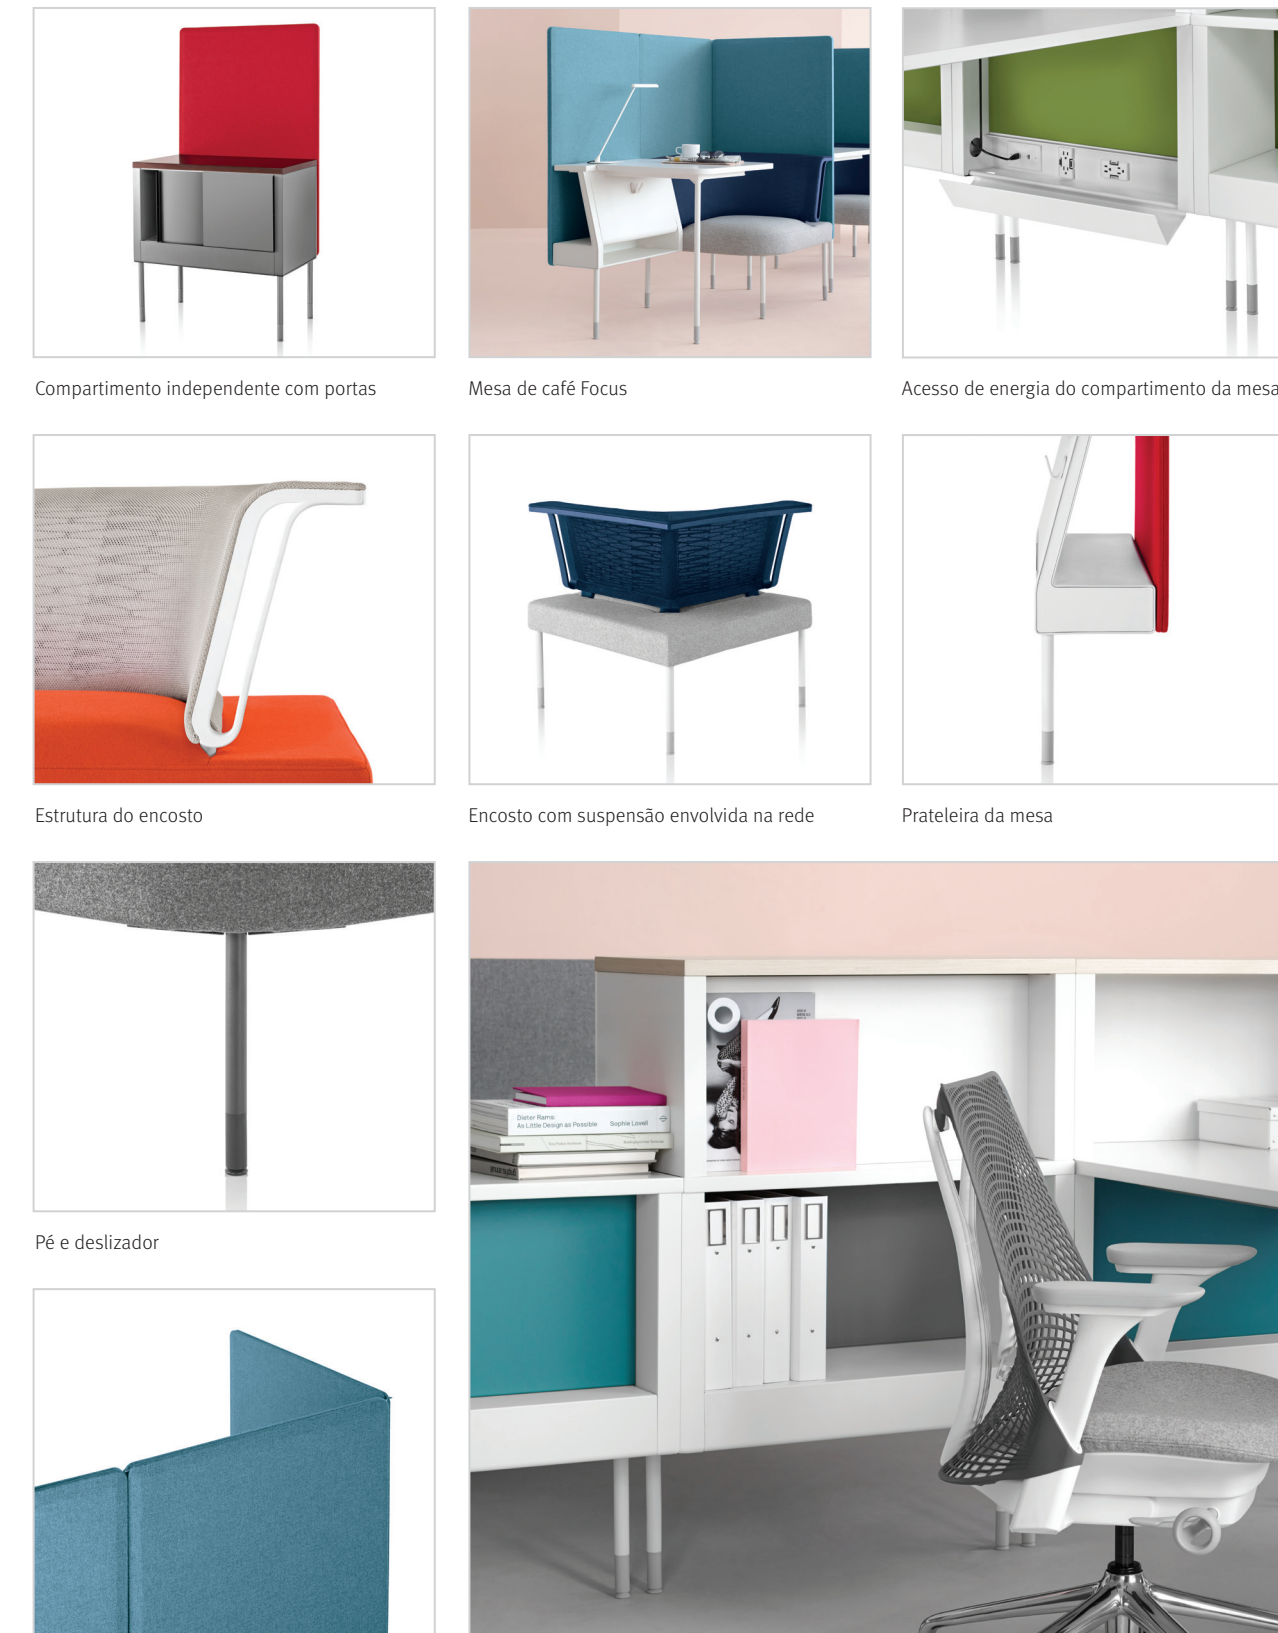 Compartimento independente com portas
Mesa de café Focus
Acesso de energia do compartimento da mesa
Estrutura do encosto
Encosto com suspensão envolvida na rede
Prateleira da mesa
Dieter Rams:
As Little Design as Possible Sophie Lovell
Pé e deslizador